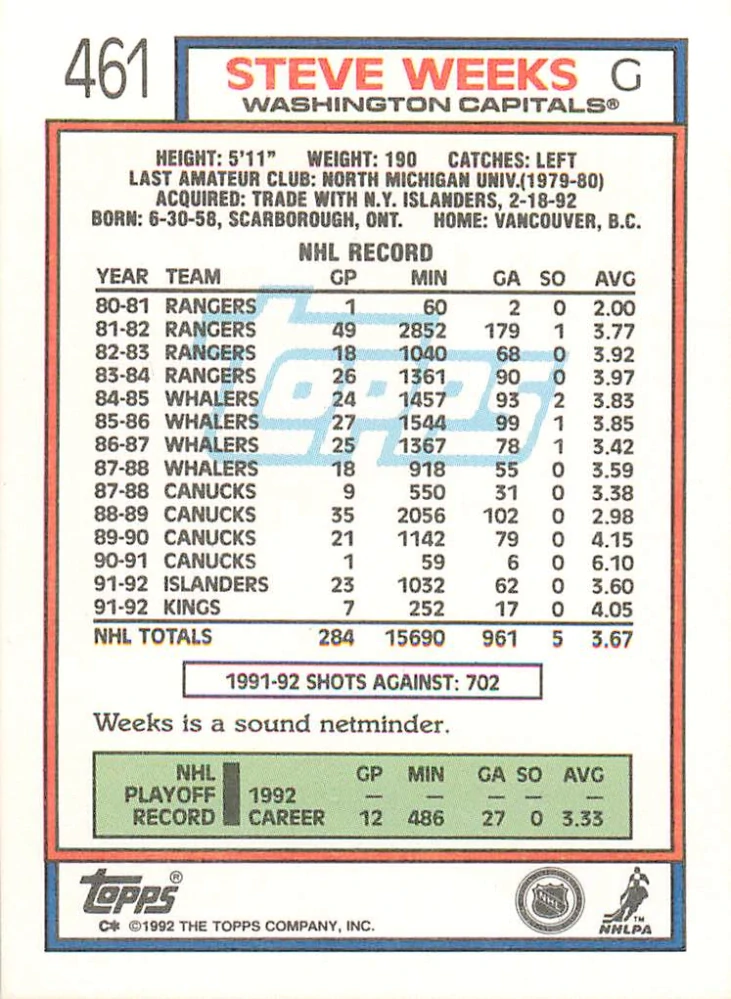 461
STEVE WEEKS G
WASHINGTON CAPITALS®
HEIGHT: 5'11" WEIGHT: 190 CATCHES: LEFT
LAST AMATEUR CLUB: NORTH MICHIGAN UNIV.(1979-80)
ACQUIRED: TRADE WITH N.Y. ISLANDERS, 2-18-92
BORN: 6-30-58, SCARBOROUGH, ONT. HOME: VANCOUVER, B.C.
NHL RECORD
YEAR TEAM GP MIN GA SO AVG
80-81 RANGERS 1 60 2 0 2.00
81-82 RANGERS 49 2852 179 1 3.77
82-83 RANGERS 18 1040 68 0 3.92
83-84 RANGERS 26 1361 90 0 3.97
84-85 WHALERS 24 1457 93 2 3.83
85-86 WHALERS 27 1544 99 1 3.85
86-87 WHALERS 25 1367 78 1 3.42
87-88 WHALERS 18 918 55 0 3.59
87-88 CANUCKS 9 550 31 0 3.38
88-89 CANUCKS 35 2056 102 0 2.98
89-90 CANUCKS 21 1142 79 0 4.15
90-91 CANUCKS 1 59 6 0 6.10
91-92 ISLANDERS 23 1032 62 0 3.60
91-92 KINGS 7 252 17 0 4.05
NHL TOTALS 284 15690 961 5 3.67
Topps
1991-92 SHOTS AGAINST: 702
Weeks is a sound netminder.
NHL GP MIN GA SO AVG
PLAYOFF 1992 — — — — —
RECORD CAREER 12 486 27 0 3.33
Topps®
C* ©1992 THE TOPPS COMPANY, INC.
NHL
TM
NHLPA